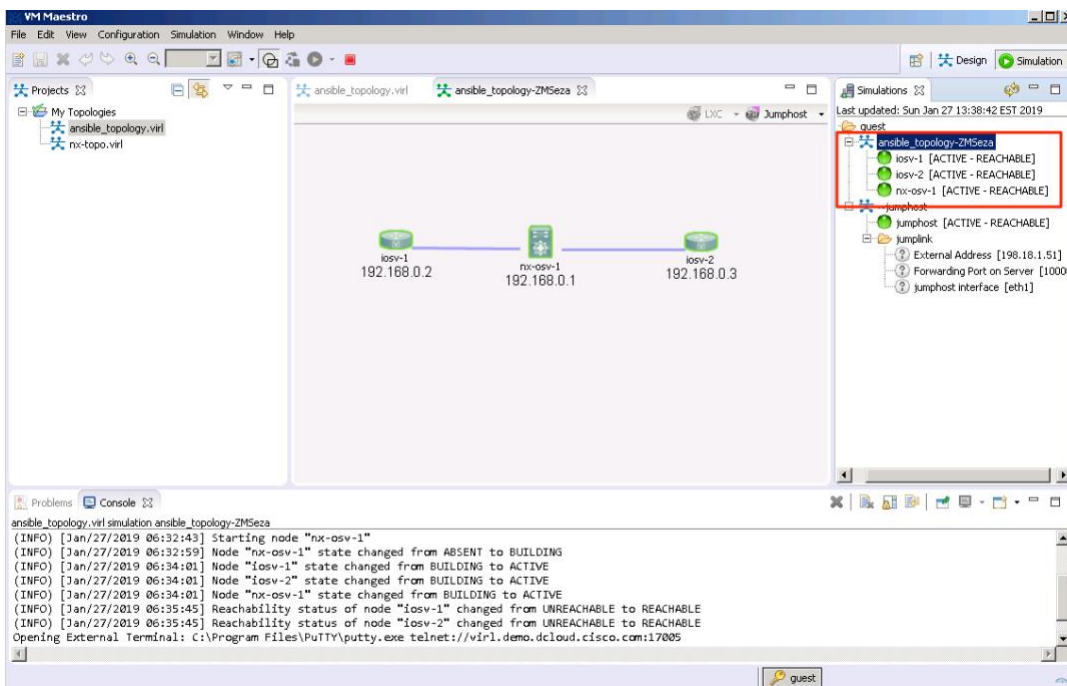 VM Maestro
File Edit View Configuration Simulation Window Help
Design Simulation
Projects
My Topologies
ansible_topology.virl
nx-topo.virl
ansible_topology.virl ansible_topology-ZMSeza
LXC Jumphost
iosv-1
192.168.0.2
nx-osv-1
192.168.0.1
iosv-2
192.168.0.3
Simulations
Last updated: Sun Jan 27 13:38:42 EST 2019
guest
ansible_topology-ZMSeza
iosv-1 [ACTIVE - REACHABLE]
iosv-2 [ACTIVE - REACHABLE]
nx-osv-1 [ACTIVE - REACHABLE]
~jumphost
jumphost [ACTIVE - REACHABLE]
jumplink
External Address [198.18.1.51]
Forwarding Port on Server [1000
jumphost interface [eth1]
Problems Console
ansible_topology.virl simulation ansible_topology-ZMSeza
(INFO) [Jan/27/2019 06:32:43] Starting node "nx-osv-1"
(INFO) [Jan/27/2019 06:32:59] Node "nx-osv-1" state changed from ABSENT to BUILDING
(INFO) [Jan/27/2019 06:34:01] Node "iosv-1" state changed from BUILDING to ACTIVE
(INFO) [Jan/27/2019 06:34:01] Node "iosv-2" state changed from BUILDING to ACTIVE
(INFO) [Jan/27/2019 06:34:01] Node "nx-osv-1" state changed from BUILDING to ACTIVE
(INFO) [Jan/27/2019 06:35:45] Reachability status of node "iosv-1" changed from UNREACHABLE to REACHABLE
(INFO) [Jan/27/2019 06:35:45] Reachability status of node "iosv-2" changed from UNREACHABLE to REACHABLE
Opening External Terminal: C:\Program Files\PuTTY\putty.exe telnet://virl.demo.dcloud.cisco.com:17005
guest